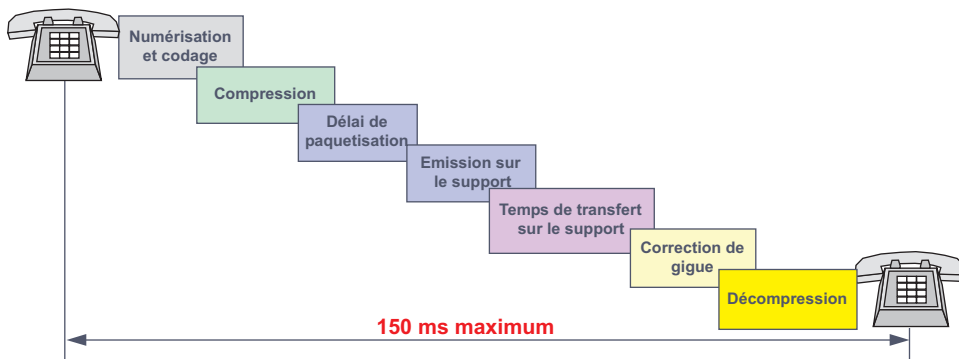 Numérisation
et codage
Compression
Délai de
paquetisation
Emission sur
le support
Temps de transfert
sur le support
Correction de
gigue
Décompression
150 ms maximum